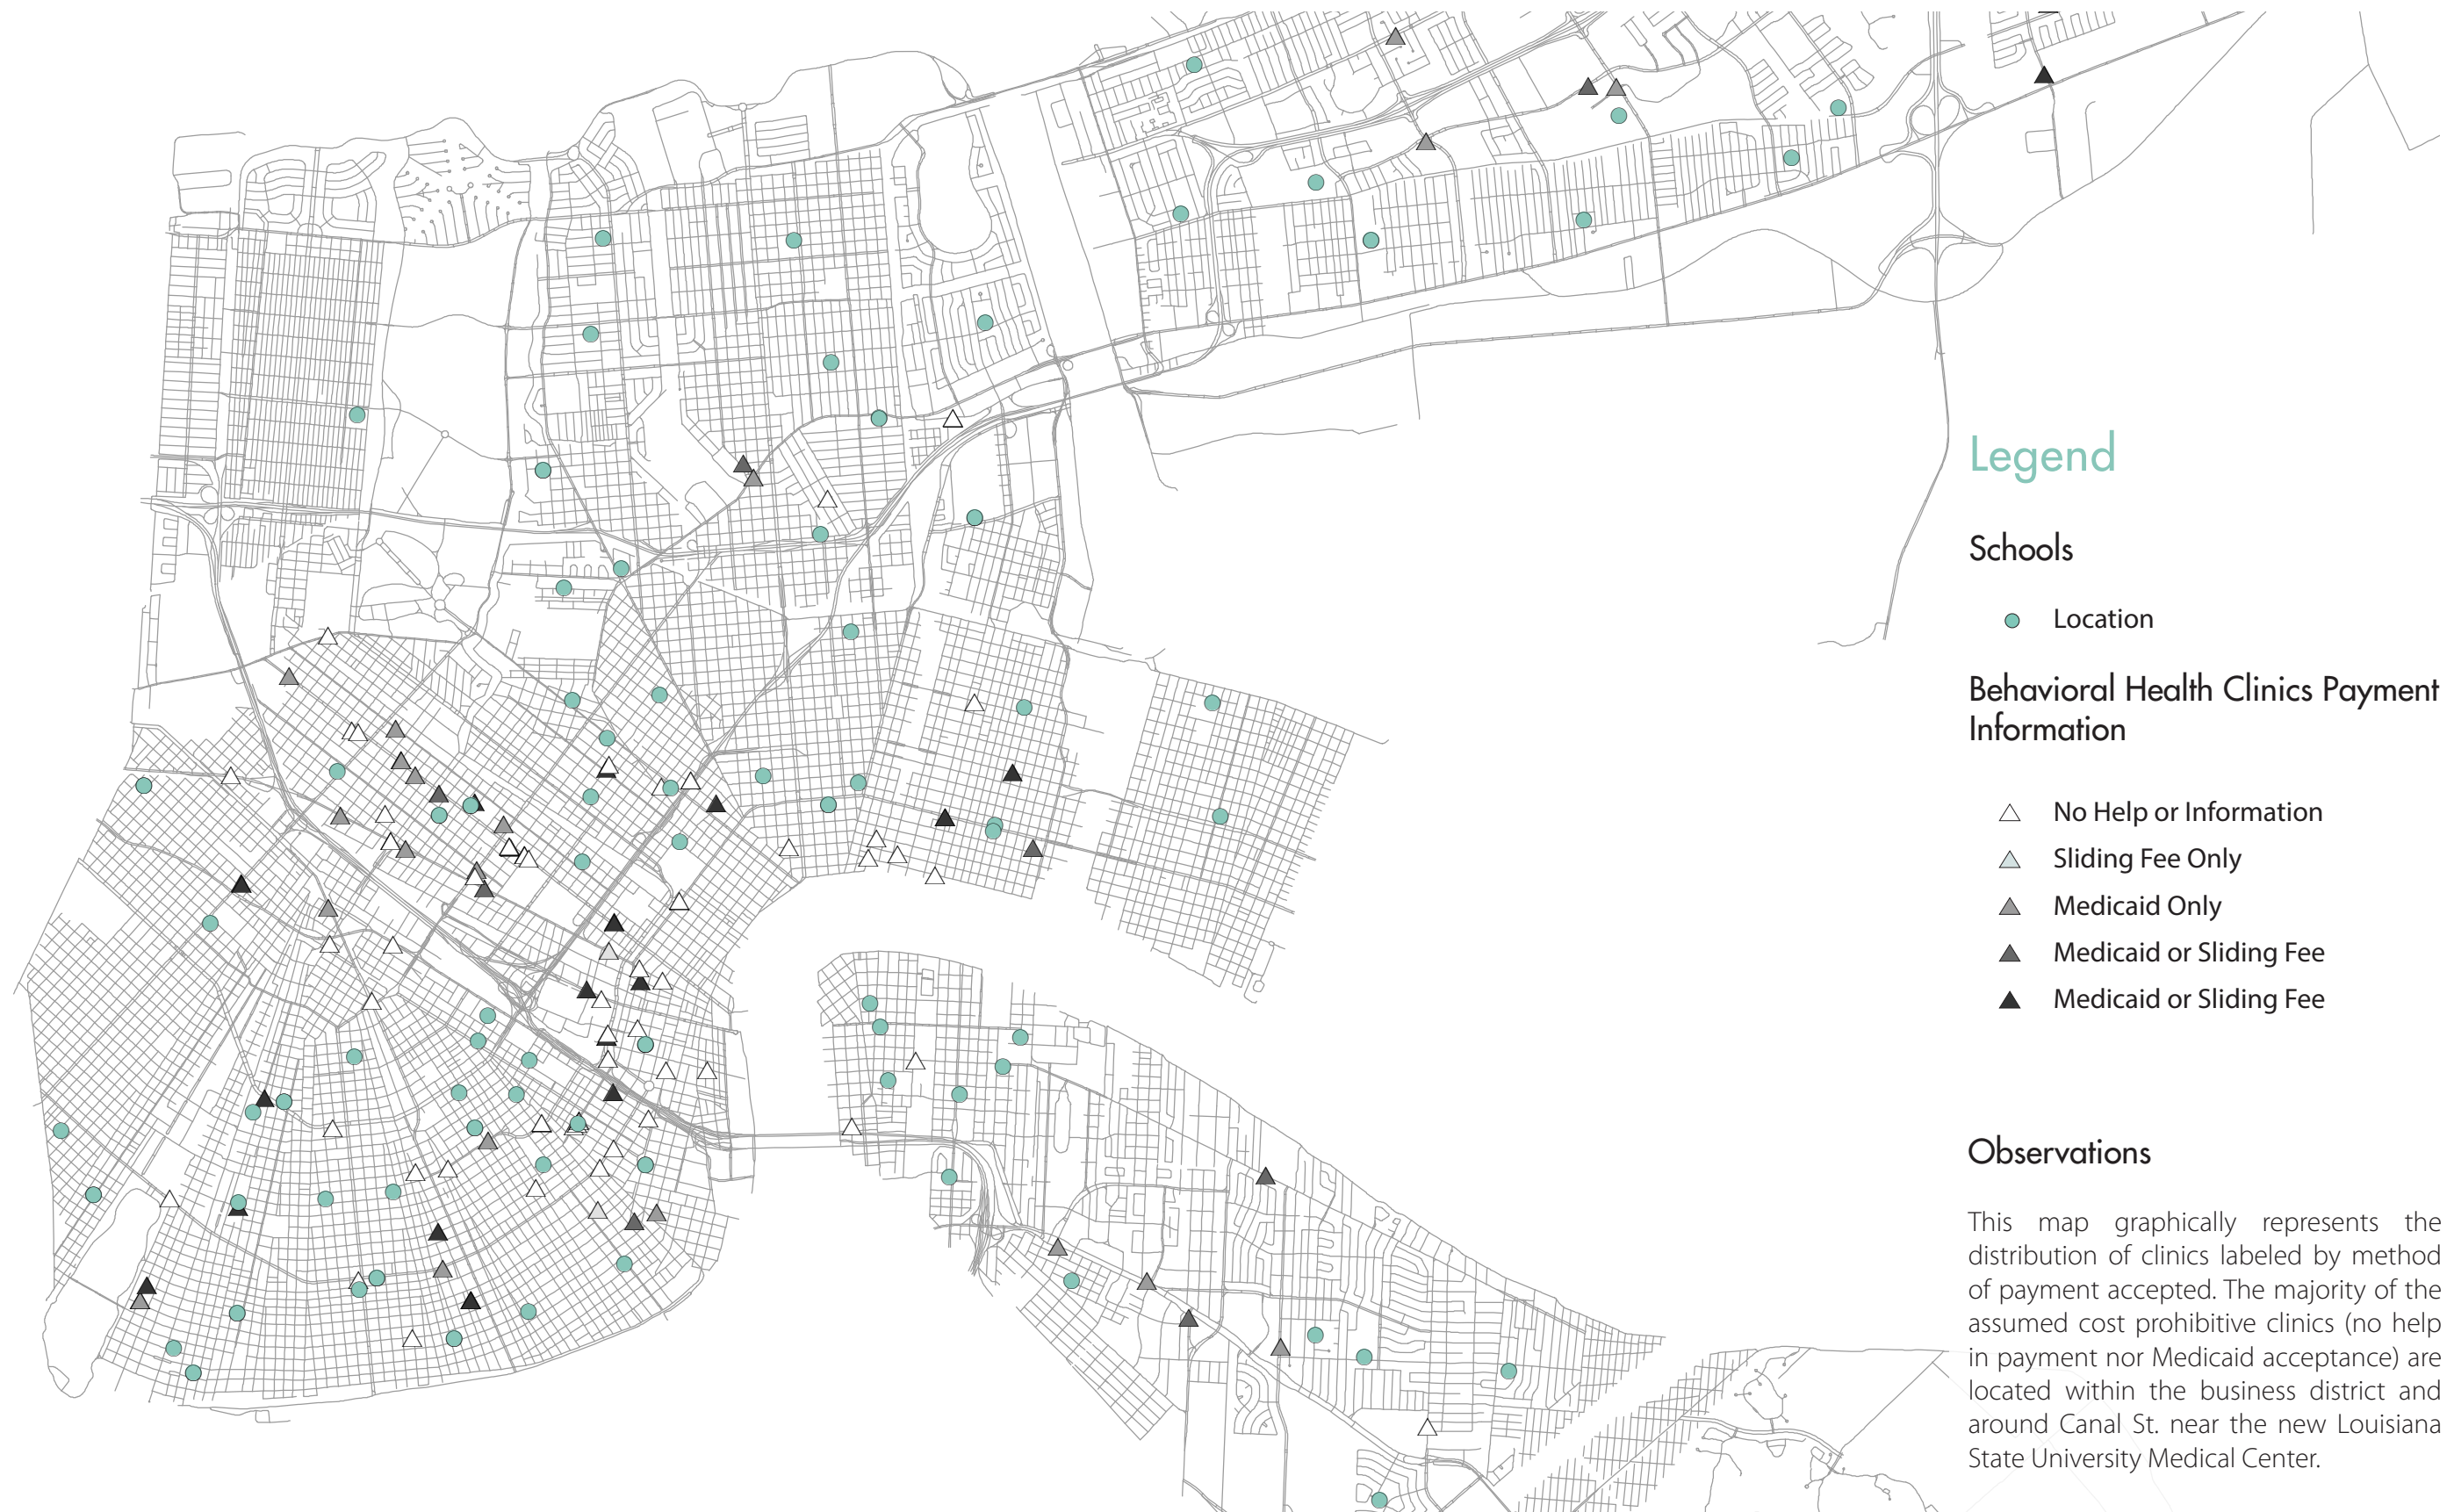 Legend
Schools
Location
Behavioral Health Clinics Payment
Information
No Help or Information
Sliding Fee Only
Medicaid Only
Medicaid or Sliding Fee
Medicaid or Sliding Fee
Observations
This map graphically represents the
distribution of clinics labeled by method
of payment accepted. The majority of the
assumed cost prohibitive clinics (no help
in payment nor Medicaid acceptance) are
located within the business district and
around Canal St. near the new Louisiana
State University Medical Center.